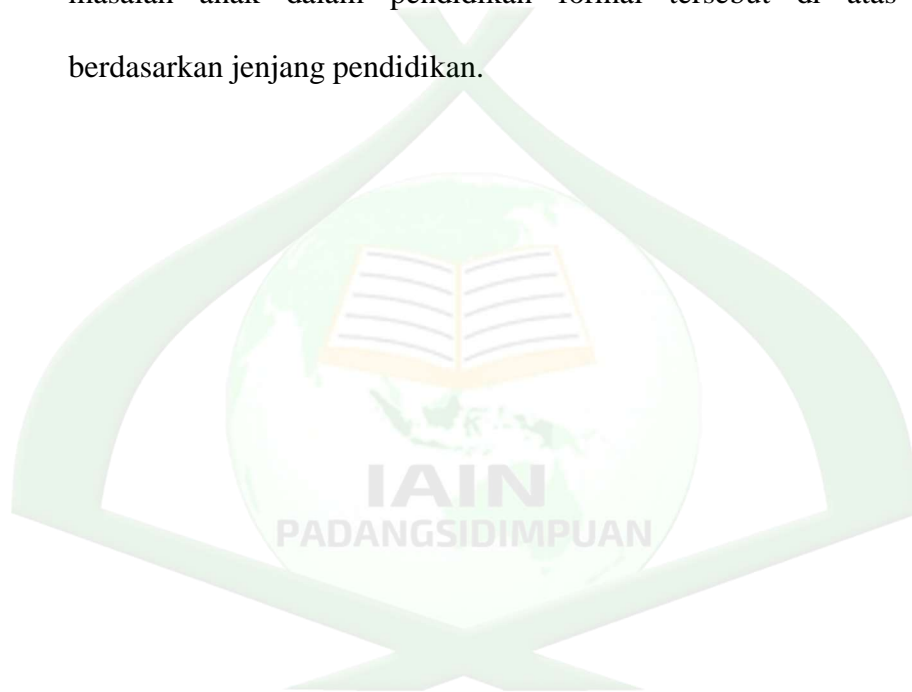 masalah anak dalam pendidikan formal tersebut di atas
berdasarkan jenjang pendidikan.
IAIN
PADANGSIDIMPUAN